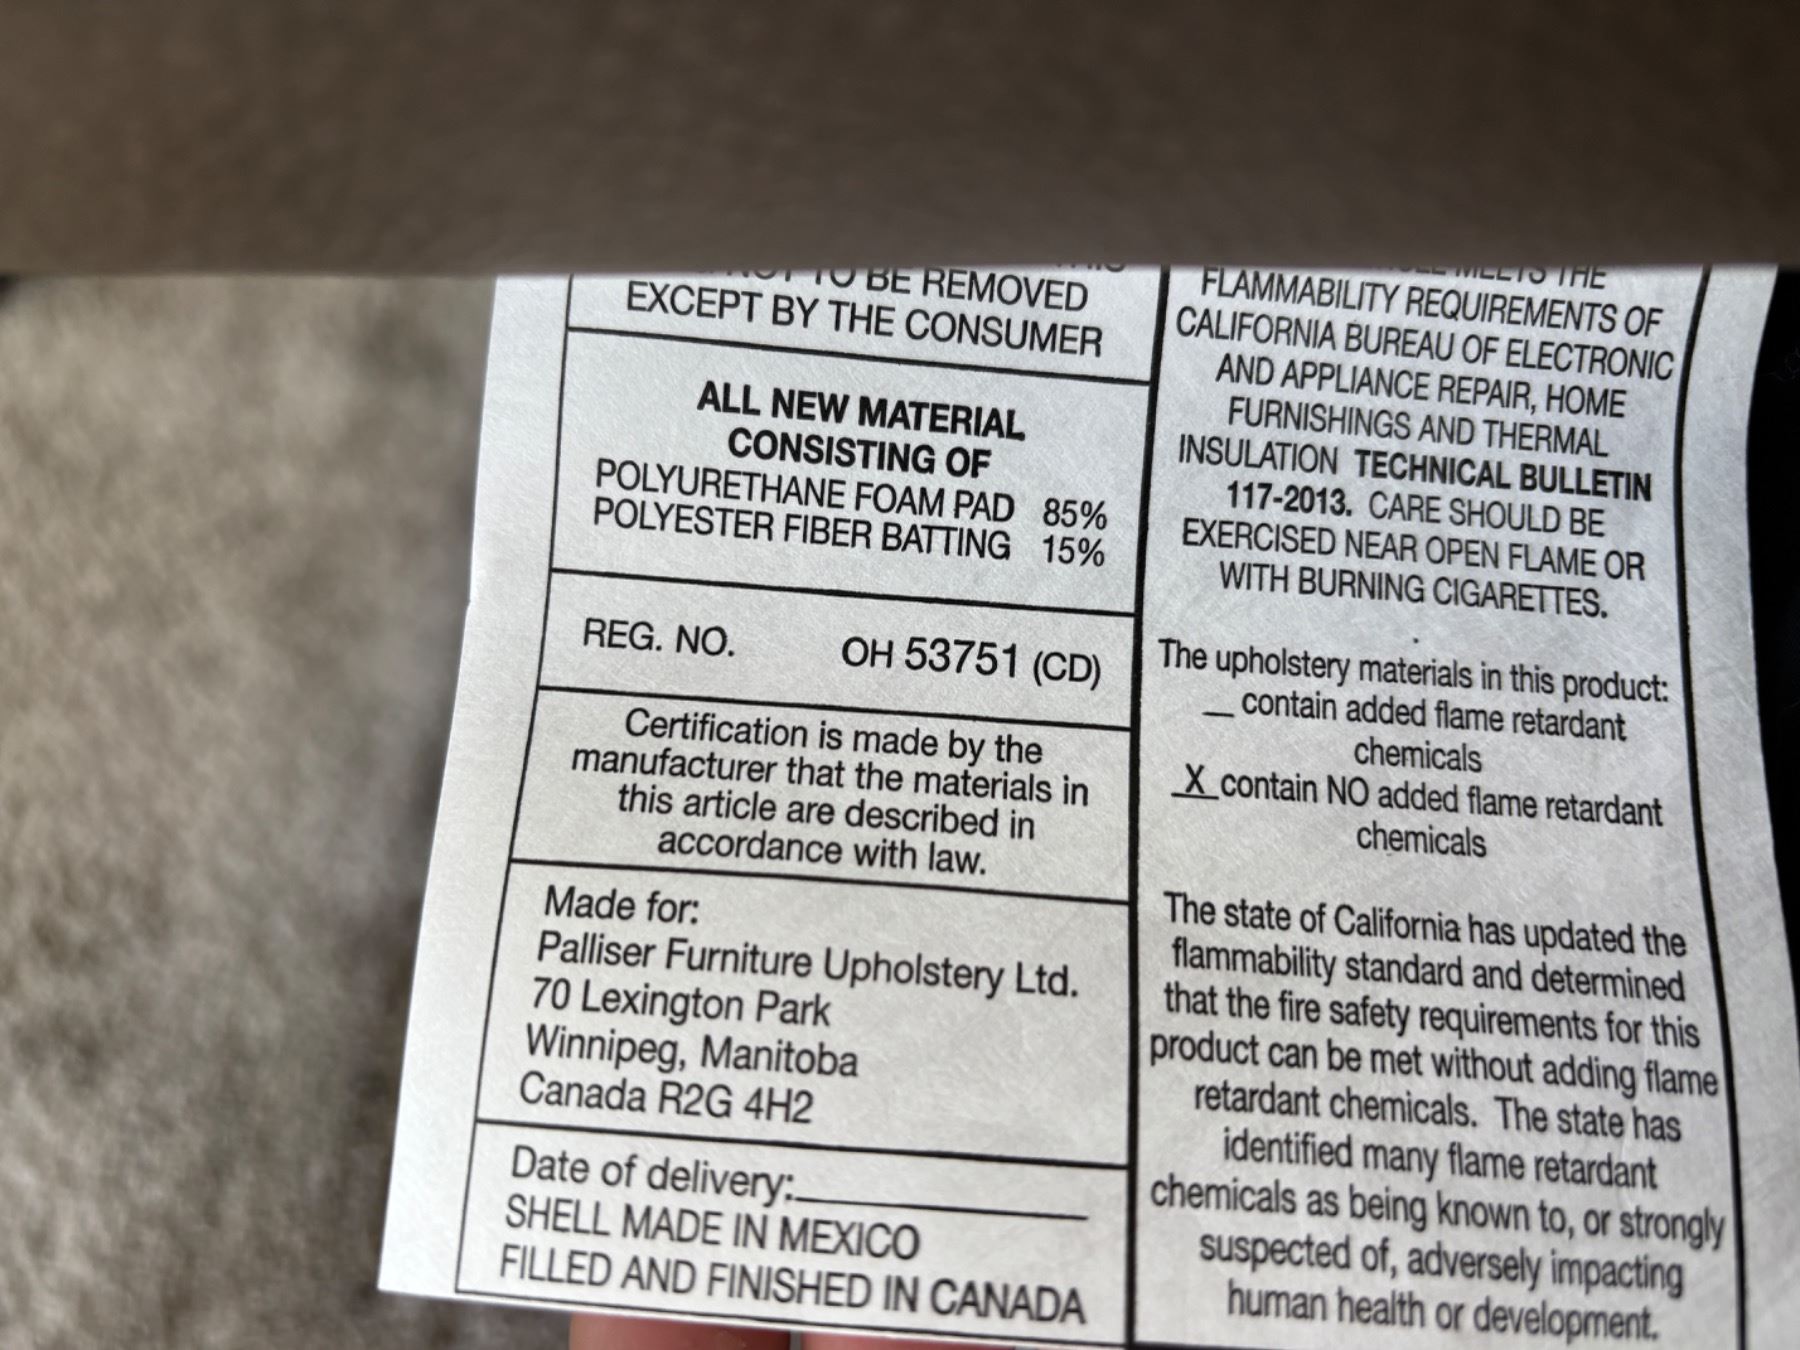 TO BE REMOVED
EXCEPT BY THE CONSUMER
ALL NEW MATERIAL
CONSISTING OF
POLYURETHANE FOAM PAD 85%
POLYESTER FIBER BATTING 15%
REG. NO. OH 53751 (CD)
Certification is made by the
manufacturer that the materials in
this article are described in
accordance with law.
Made for:
Palliser Furniture Upholstery Ltd.
70 Lexington Park
Winnipeg, Manitoba
Canada R2G 4H2
Date of delivery:
SHELL MADE IN MEXICO
FILLED AND FINISHED IN CANADA
MEETS THE
FLAMMABILITY REQUIREMENTS OF
CALIFORNIA BUREAU OF ELECTRONIC
AND APPLIANCE REPAIR, HOME
FURNISHINGS AND THERMAL
INSULATION TECHNICAL BULLETIN
117-2013. CARE SHOULD BE
EXERCISED NEAR OPEN FLAME OR
WITH BURNING CIGARETTES.
The upholstery materials in this product:
_ contain added flame retardant
chemicals
X contain NO added flame retardant
chemicals
The state of California has updated the
flammability standard and determined
that the fire safety requirements for this
product can be met without adding flame
retardant chemicals. The state has
identified many flame retardant
chemicals as being known to, or strongly
suspected of, adversely impacting
human health or development.